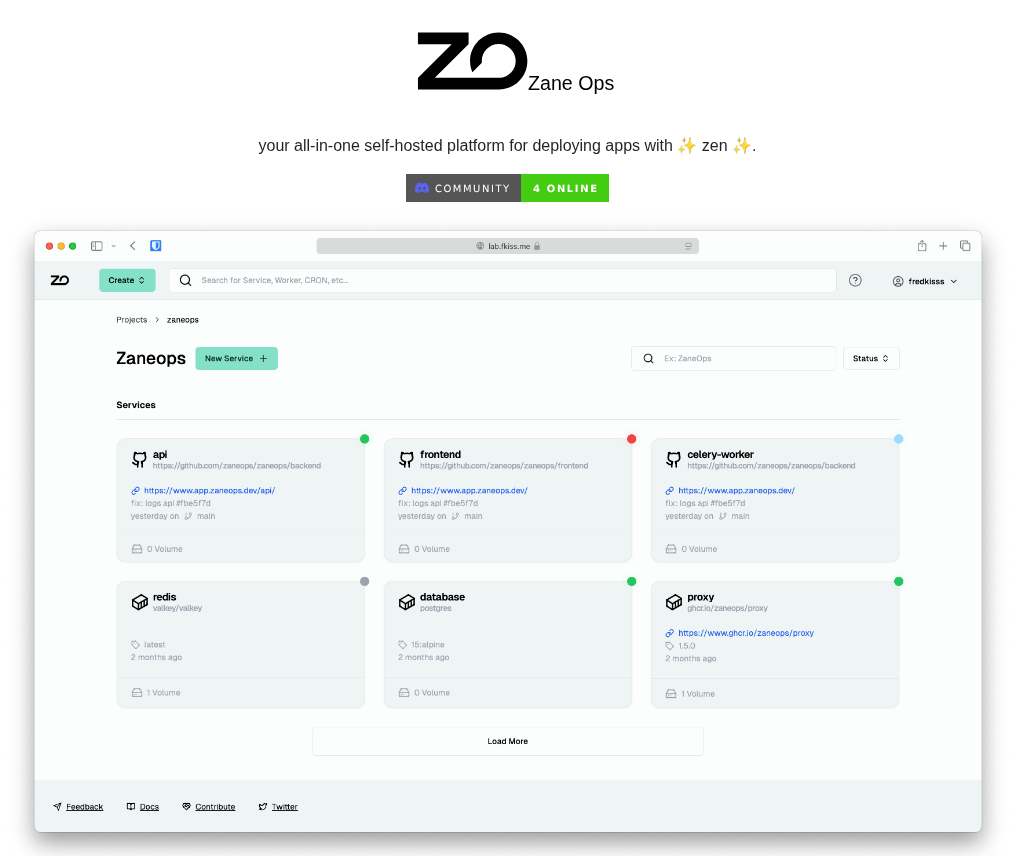 ZO Zane Ops
your all-in-one self-hosted platform for deploying apps with ✨ zen ✨.
COMMUNITY 4 ONLINE
lab.fkiss.me
ZO Create Search for Service, Worker, CRON, etc... fredkisss
Projects > zaneops
Zaneops New Service + Ex: ZaneOps Status
Services
api
https://github.com/zaneops/zaneops/backend
https://www.app.zaneops.dev/api/
fix: logs api #fbe5f7d
yesterday on main
0 Volume
frontend
https://github.com/zaneops/zaneops/frontend
https://www.app.zaneops.dev/
fix: logs api #fbe5f7d
yesterday on main
0 Volume
celery-worker
https://github.com/zaneops/zaneops/backend
https://www.app.zaneops.dev/
fix: logs api #fbe5f7d
yesterday on main
0 Volume
redis
valkey/valkey
latest
2 months ago
1 Volume
database
postgres
15:alpine
2 months ago
0 Volume
proxy
ghcr.io/zaneops/proxy
https://www.ghcr.io/zaneops/proxy
1.5.0
2 months ago
1 Volume
Load More
Feedback Docs Contribute Twitter